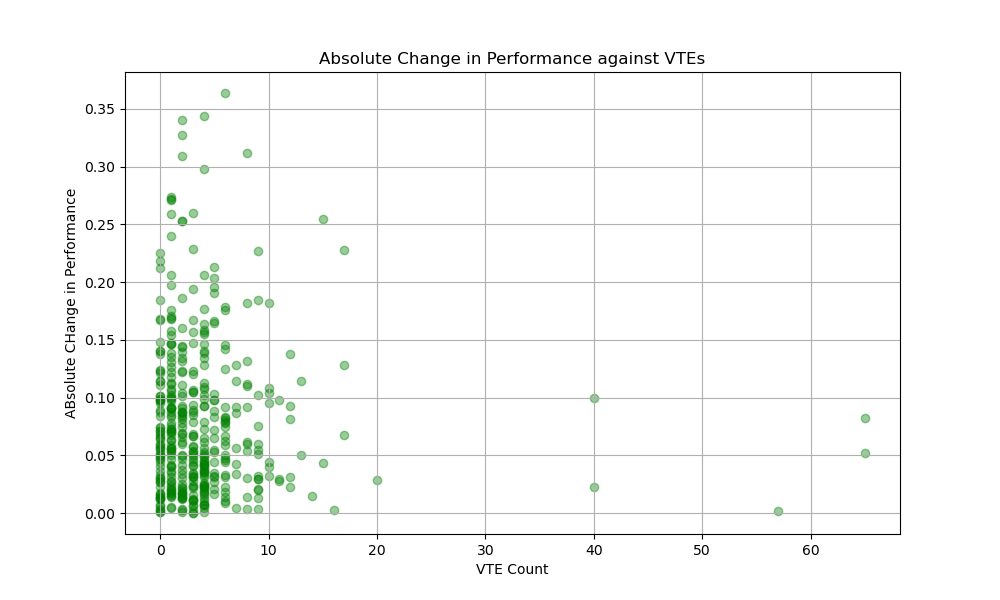 Absolute Change in Performance against VTEs
ABsolute CHange in Performance
0.35
0.30
0.25
0.20
0.15
0.10
0.05
0.00
0 10 20 30 40 50 60
VTE Count